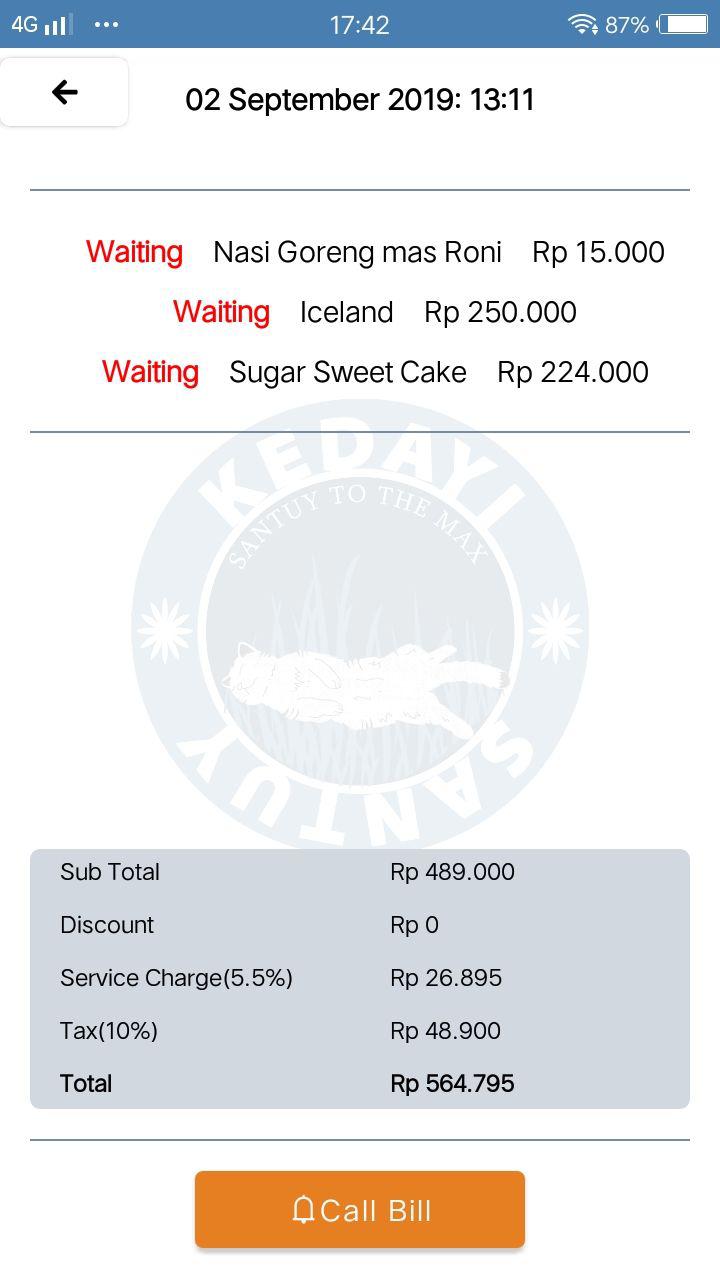 4G 17:42 87%
02 September 2019: 13:11
Waiting Nasi Goreng mas Roni Rp 15.000
Waiting Iceland Rp 250.000
Waiting Sugar Sweet Cake Rp 224.000
KEDAYI
SANTUY TO THE MAX
SANTUY
Sub Total Rp 489.000
Discount Rp 0
Service Charge(5.5%) Rp 26.895
Tax(10%) Rp 48.900
Total Rp 564.795
Call Bill